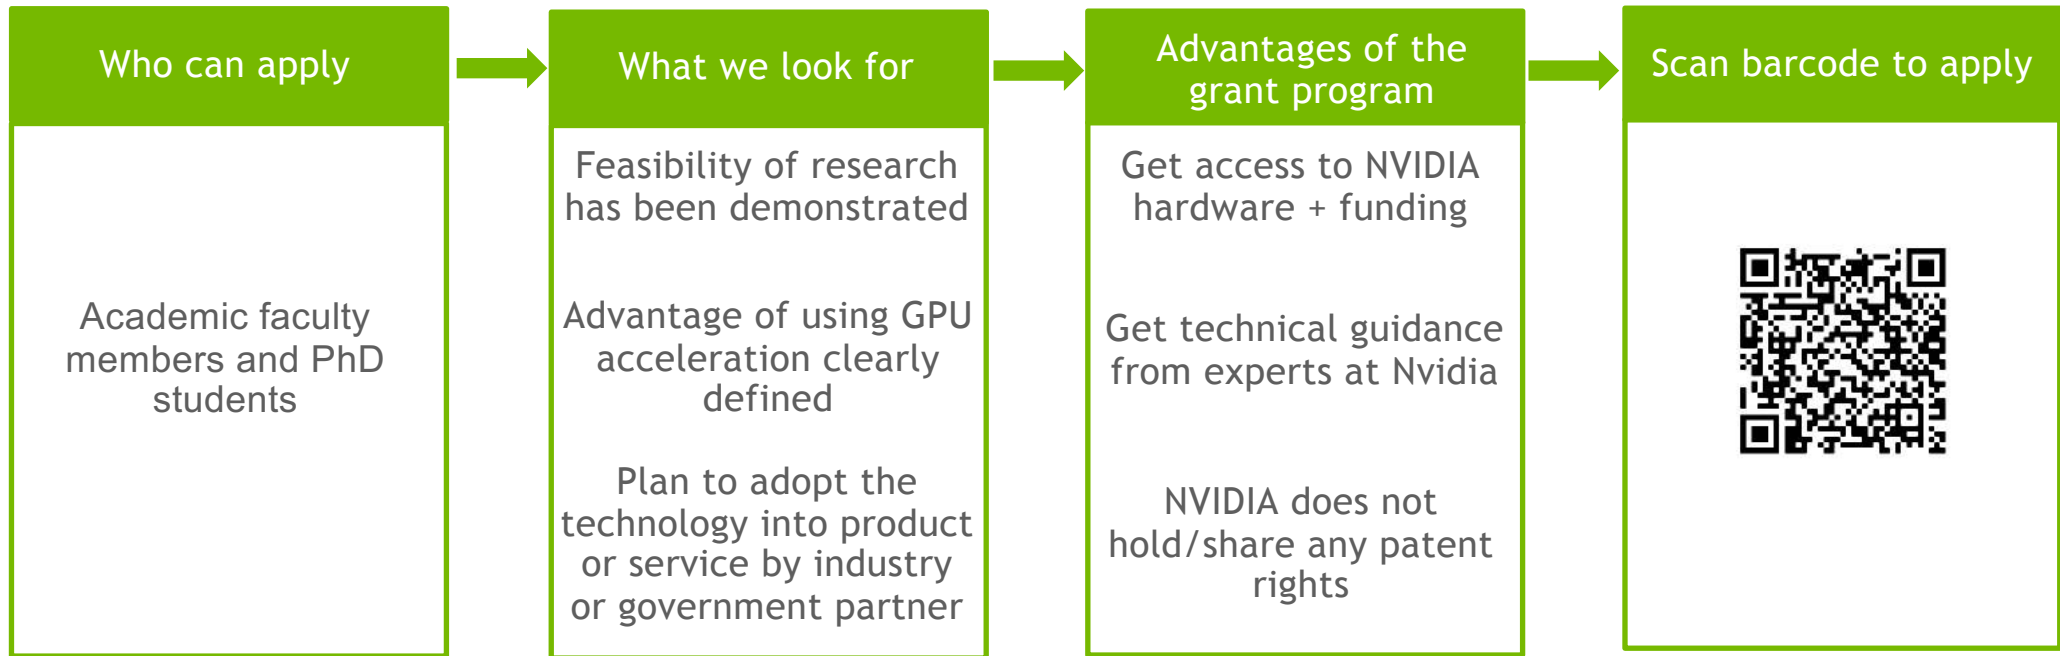 Who can apply
Academic faculty
members and PhD
students
What we look for
Feasibility of research
has been demonstrated
Advantage of using GPU
acceleration clearly
defined
Plan to adopt the
technology into product
or service by industry
or government partner
Advantages of the
grant program
Get access to NVIDIA
hardware + funding
Get technical guidance
from experts at Nvidia
NVIDIA does not
hold/share any patent
rights
Scan barcode to apply